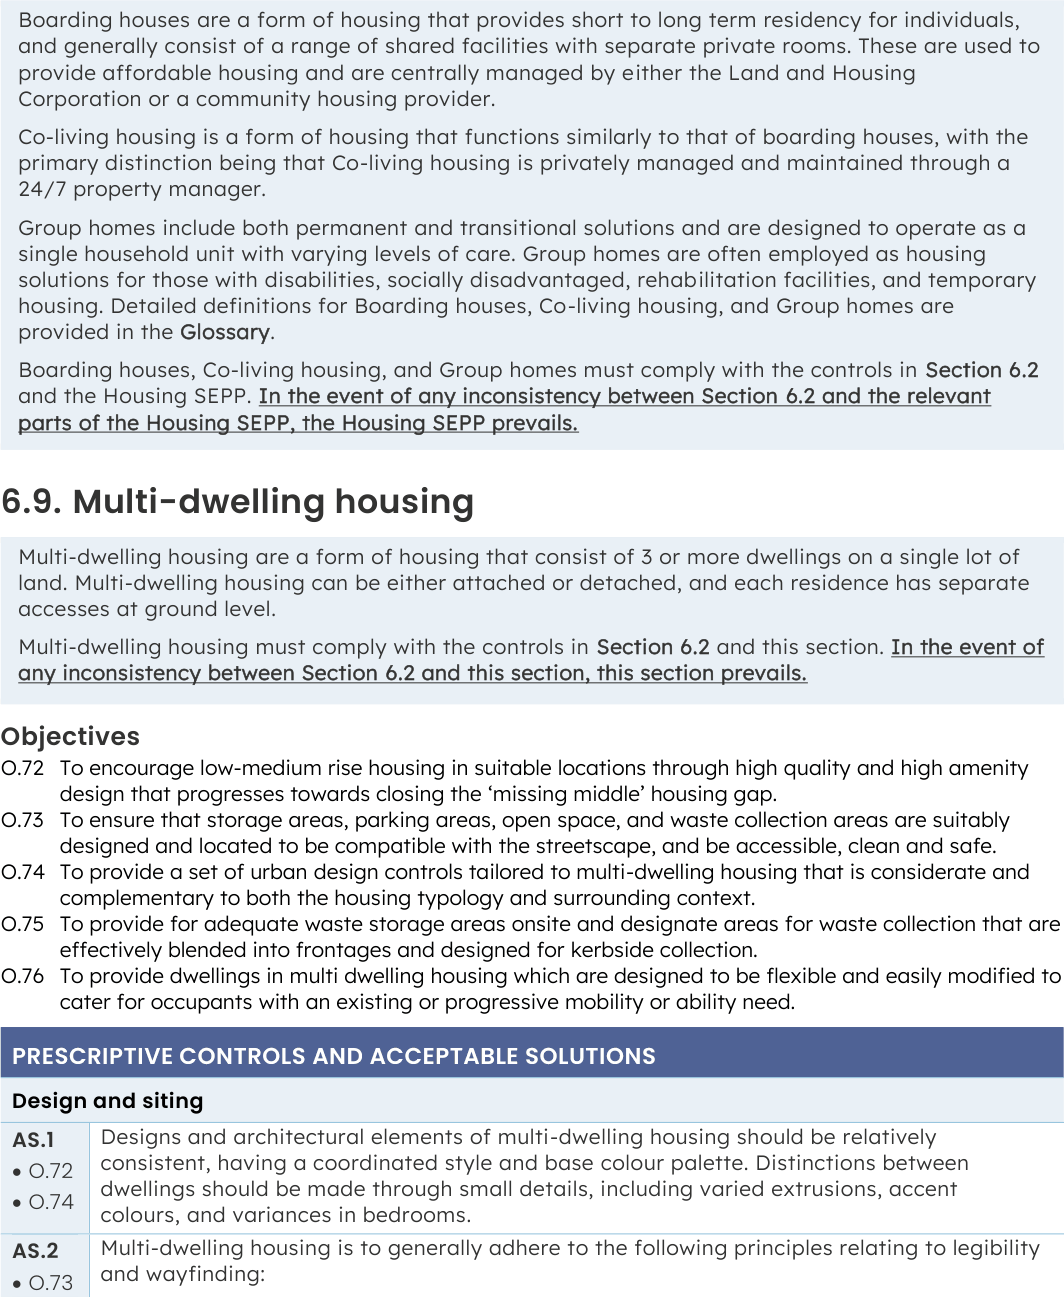 Boarding houses are a form of housing that provides short to long term residency for individuals,
and generally consist of a range of shared facilities with separate private rooms. These are used to
provide affordable housing and are centrally managed by either the Land and Housing
Corporation or a community housing provider.
Co-living housing is a form of housing that functions similarly to that of boarding houses, with the
primary distinction being that Co-living housing is privately managed and maintained through a
24/7 property manager.
Group homes include both permanent and transitional solutions and are designed to operate as a
single household unit with varying levels of care. Group homes are often employed as housing
solutions for those with disabilities, socially disadvantaged, rehabilitation facilities, and temporary
housing. Detailed definitions for Boarding houses, Co-living housing, and Group homes are
provided in the Glossary.
Boarding houses, Co-living housing, and Group homes must comply with the controls in Section 6.2
and the Housing SEPP. In the event of any inconsistency between Section 6.2 and the relevant
parts of the Housing SEPP, the Housing SEPP prevails.
6.9. Multi-dwelling housing
Multi-dwelling housing are a form of housing that consist of 3 or more dwellings on a single lot of
land. Multi-dwelling housing can be either attached or detached, and each residence has separate
accesses at ground level.
Multi-dwelling housing must comply with the controls in Section 6.2 and this section. In the event of
any inconsistency between Section 6.2 and this section, this section prevails.
Objectives
O.72 To encourage low-medium rise housing in suitable locations through high quality and high amenity
design that progresses towards closing the ‘missing middle’ housing gap.
O.73 To ensure that storage areas, parking areas, open space, and waste collection areas are suitably
designed and located to be compatible with the streetscape, and be accessible, clean and safe.
O.74 To provide a set of urban design controls tailored to multi-dwelling housing that is considerate and
complementary to both the housing typology and surrounding context.
O.75 To provide for adequate waste storage areas onsite and designate areas for waste collection that are
effectively blended into frontages and designed for kerbside collection.
O.76 To provide dwellings in multi dwelling housing which are designed to be flexible and easily modified to
cater for occupants with an existing or progressive mobility or ability need.
PRESCRIPTIVE CONTROLS AND ACCEPTABLE SOLUTIONS
Design and siting
AS.1
• O.72
• O.74
Designs and architectural elements of multi-dwelling housing should be relatively
consistent, having a coordinated style and base colour palette. Distinctions between
dwellings should be made through small details, including varied extrusions, accent
colours, and variances in bedrooms.
AS.2
• O.73
Multi-dwelling housing is to generally adhere to the following principles relating to legibility
and wayfinding: